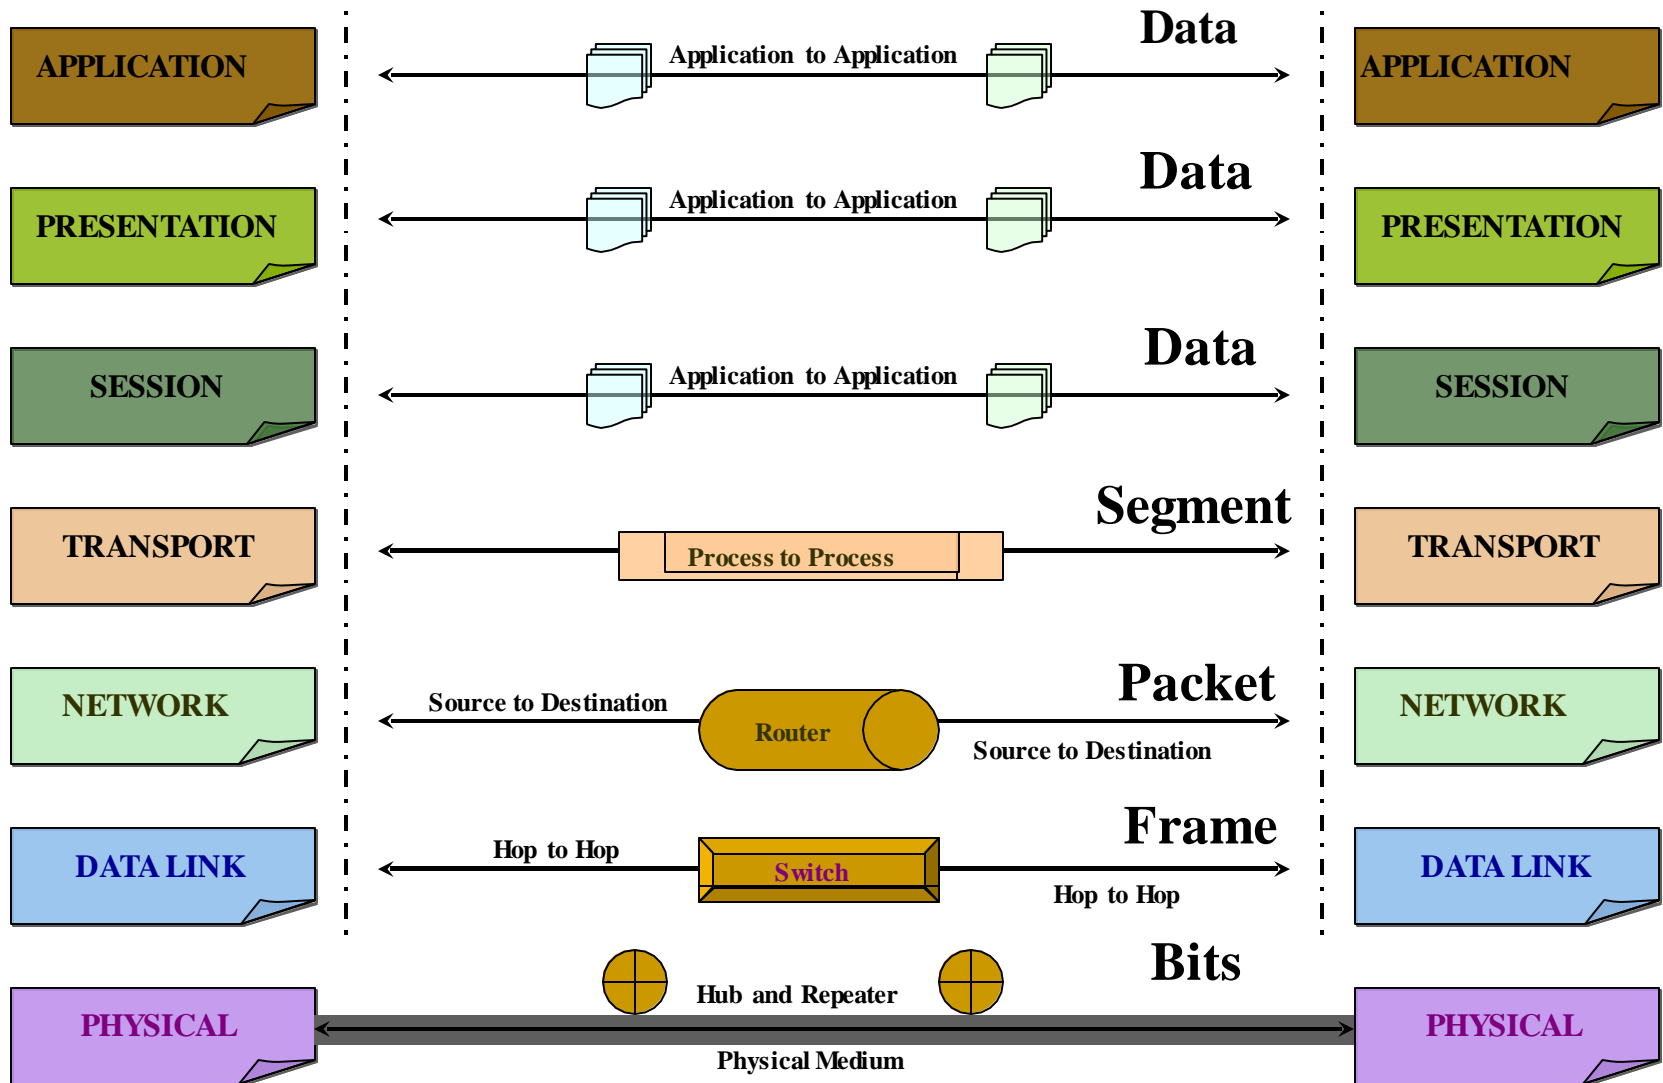 Data
APPLICATION
Application to Application
APPLICATION
Data
PRESENTATION
Application to Application
PRESENTATION
Data
SESSION
Application to Application
SESSION
Segment
TRANSPORT
Process to Process
TRANSPORT
Packet
NETWORK
Source to Destination
Router
Source to Destination
NETWORK
Frame
DATA LINK
Hop to Hop
Switch
Hop to Hop
DATA LINK
Bits
Hub and Repeater
PHYSICAL
PHYSICAL
Physical Medium